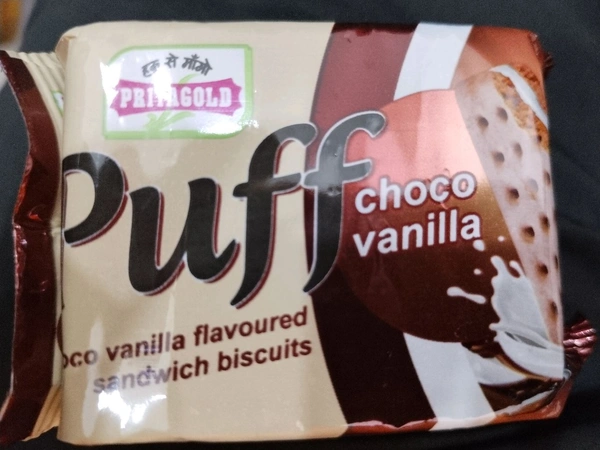 हक़ से माँगो
PRIYAGOLD
Puff
choco
vanilla
oco vanilla flavoured
sandwich biscuits